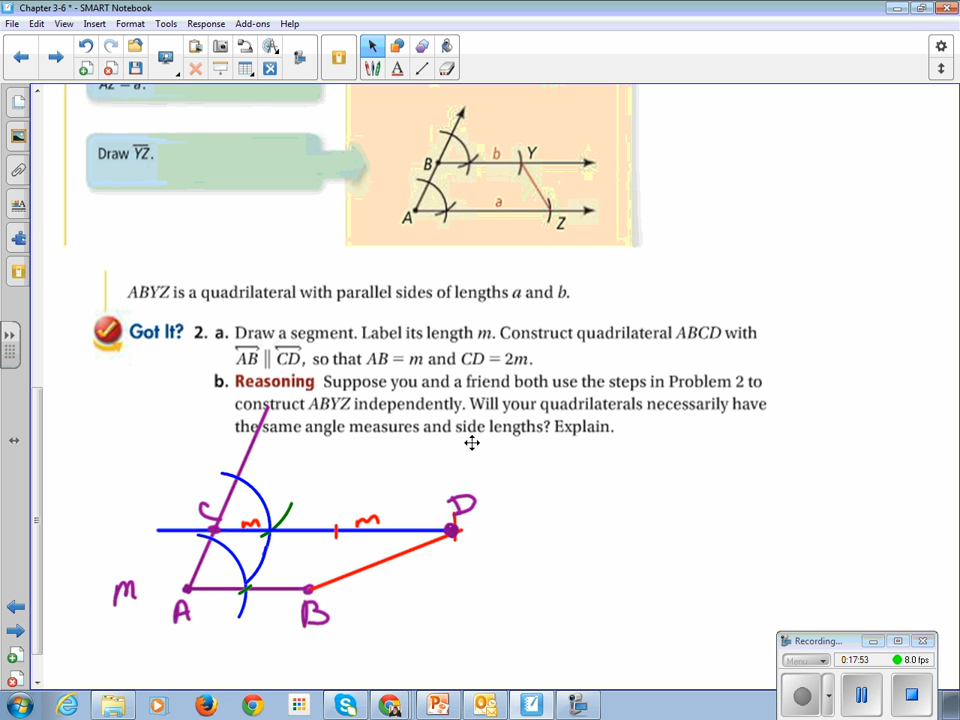 Chapter 3-6 * - SMART Notebook
File Edit View Insert Format Tools Response Add-ons Help
AZ = a.
Draw YZ.
B b Y
A a Z
ABYZ is a quadrilateral with parallel sides of lengths a and b.
Got It? 2. a. Draw a segment. Label its length m. Construct quadrilateral ABCD with
AB || CD, so that AB = m and CD = 2m.
b. Reasoning Suppose you and a friend both use the steps in Problem 2 to
construct ABYZ independently. Will your quadrilaterals necessarily have
the same angle measures and side lengths? Explain.
C m m D
m A B
Recording...
Menu 0:17:53 8.0 fps